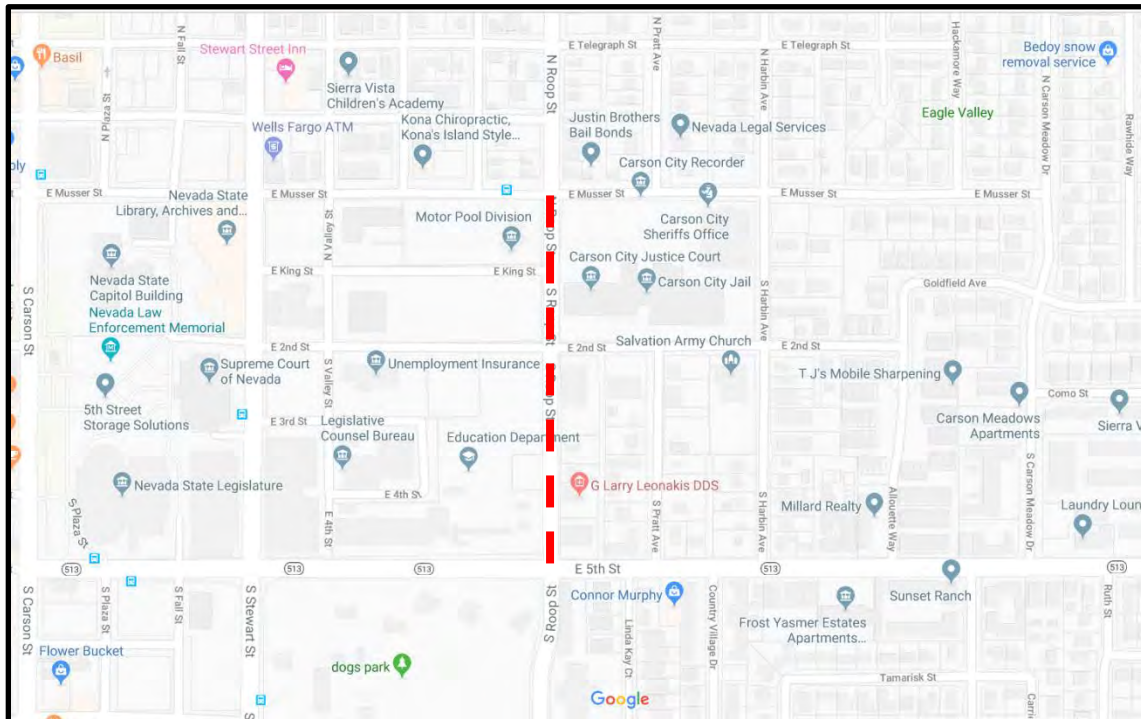 Basil
N Fall St
Stewart Street Inn
Sierra Vista
Children's Academy
N Roop St
E Telegraph St
N Pratt Ave
N Harbin Ave
E Telegraph St
Hackamore Way
Bedoy snow
removal service
N Carson Meadow Dr
Eagle Valley
Rawhide Way
N Plaza St
Wells Fargo ATM
Kona Chiropractic,
Kona's Island Style...
Justin Brothers
Bail Bonds
Nevada Legal Services
Carson City Recorder
ply
E Musser St
E Musser St
E Musser St
E Musser St
Nevada State
Library, Archives and...
N Valley St
Motor Pool Division
Carson City
Sheriffs Office
Nevada State
Capitol Building
E King St
E King St
Carson City Justice Court
Carson City Jail
S Harbin Ave
Goldfield Ave
S Carson St
Nevada Law
Enforcement Memorial
E 2nd St
E 2nd St
E 2nd St
Salvation Army Church
Supreme Court
of Nevada
S Valley St
Unemployment Insurance
T J's Mobile Sharpening
5th Street
Storage Solutions
E 3rd St
Legislative
Counsel Bureau
Education Department
Carson Meadows
Apartments
Como St
Sierra V
Nevada State Legislature
E 4th St
G Larry Leonakis DDS
S Plaza St
E 4th St
S Pratt Ave
S Harbin Ave
Millard Realty
Allouette Way
S Carson Meadow Dr
Laundry Loun
513
513
513
E 5th St
513
513
S Carson St
S Plaza St
S Fall St
S Stewart St
S Roop St
Connor Murphy
Linda Kay Ct
Country Village Dr
Frost Yasmer Estates
Apartments...
Sunset Ranch
Ruth St
Flower Bucket
dogs park
Tamarisk St
Carri
Google